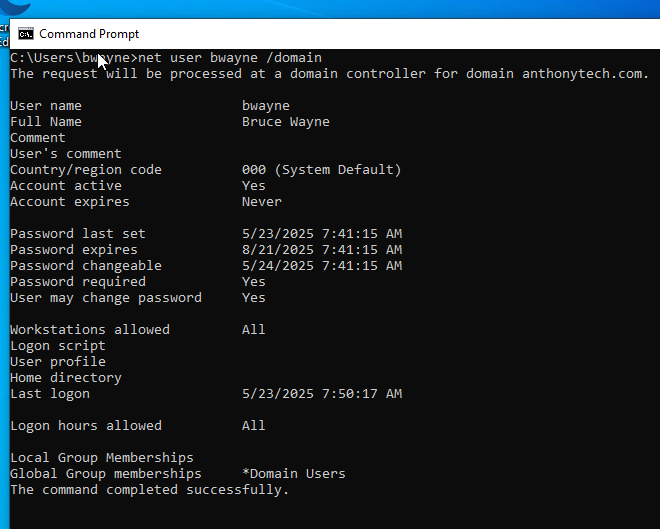 Command Prompt
C:\Users\bwayne>net user bwayne /domain
The request will be processed at a domain controller for domain anthonytech.com.
User name bwayne
Full Name Bruce Wayne
Comment
User's comment
Country/region code 000 (System Default)
Account active Yes
Account expires Never
Password last set 5/23/2025 7:41:15 AM
Password expires 8/21/2025 7:41:15 AM
Password changeable 5/24/2025 7:41:15 AM
Password required Yes
User may change password Yes
Workstations allowed All
Logon script
User profile
Home directory
Last logon 5/23/2025 7:50:17 AM
Logon hours allowed All
Local Group Memberships
Global Group memberships *Domain Users
The command completed successfully.